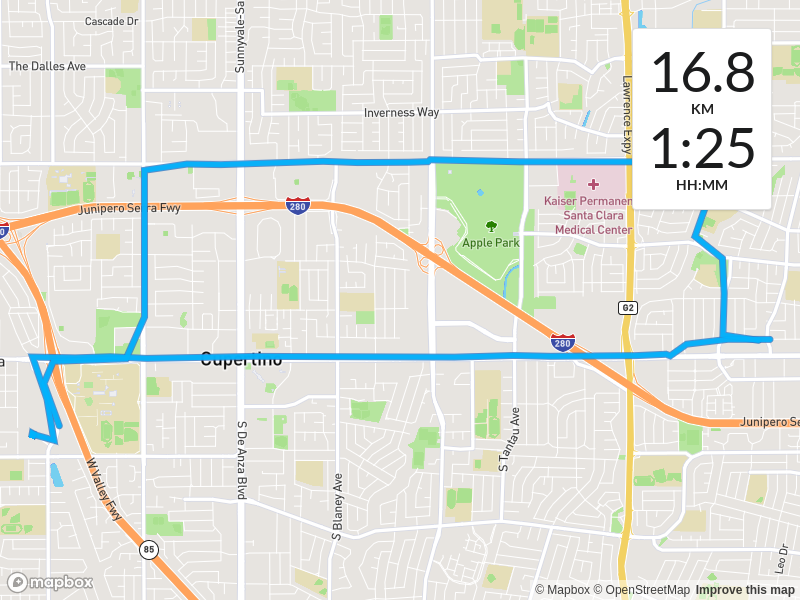 Cascade Dr
Sunnyvale-Sa
The Dalles Ave
Inverness Way
Lawrence Expy
16.8
KM
1:25
HH:MM
Junipero Serra Fwy
280
Kaiser Permanen
Santa Clara
Medical Center
Apple Park
02
280
Cupertino
a
S De Anza Blvd
S Blaney Ave
S Tantau Ave
Junipero Se
W Valley Fwy
85
Leo Dr
mapbox
© Mapbox © OpenStreetMap Improve this map